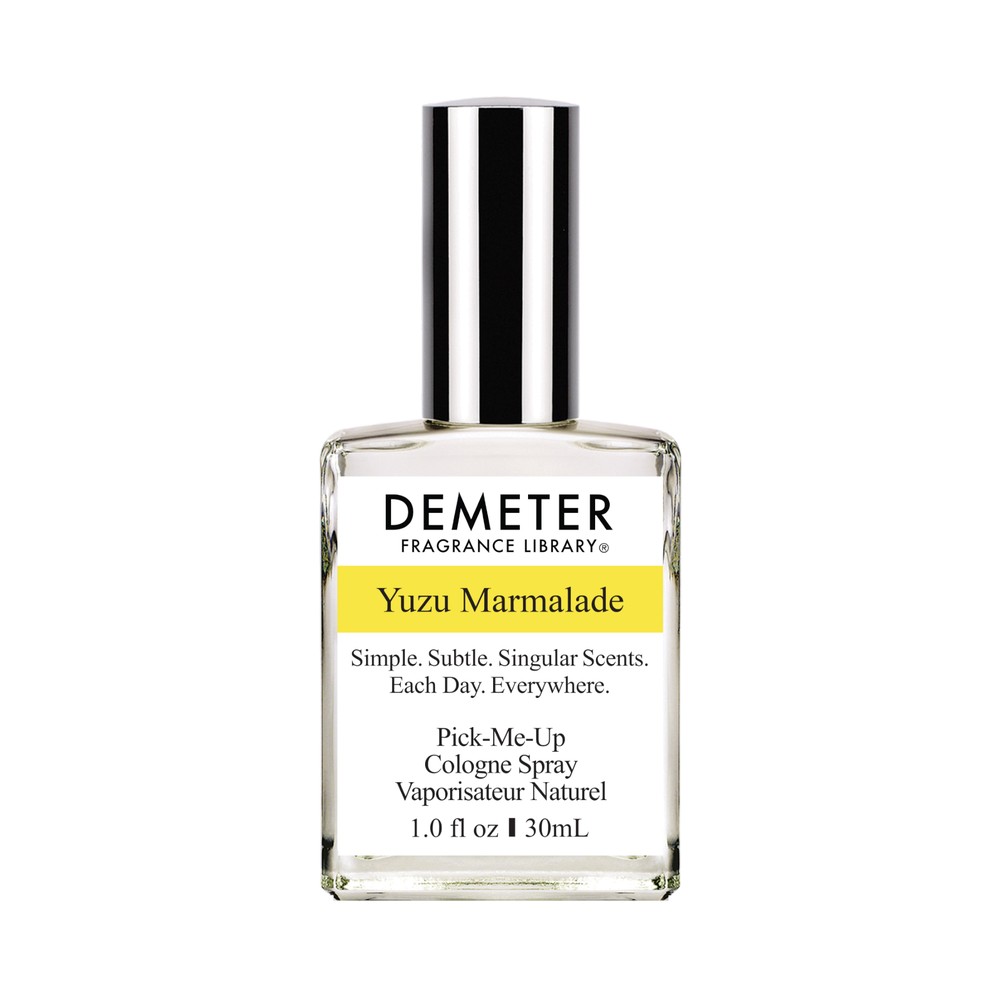 DEMETER
FRAGRANCE LIBRARY®
Yuzu Marmalade
Simple. Subtle. Singular Scents.
Each Day. Everywhere.
Pick-Me-Up
Cologne Spray
Vaporisateur Naturel
1.0 fl oz ▌ 30mL